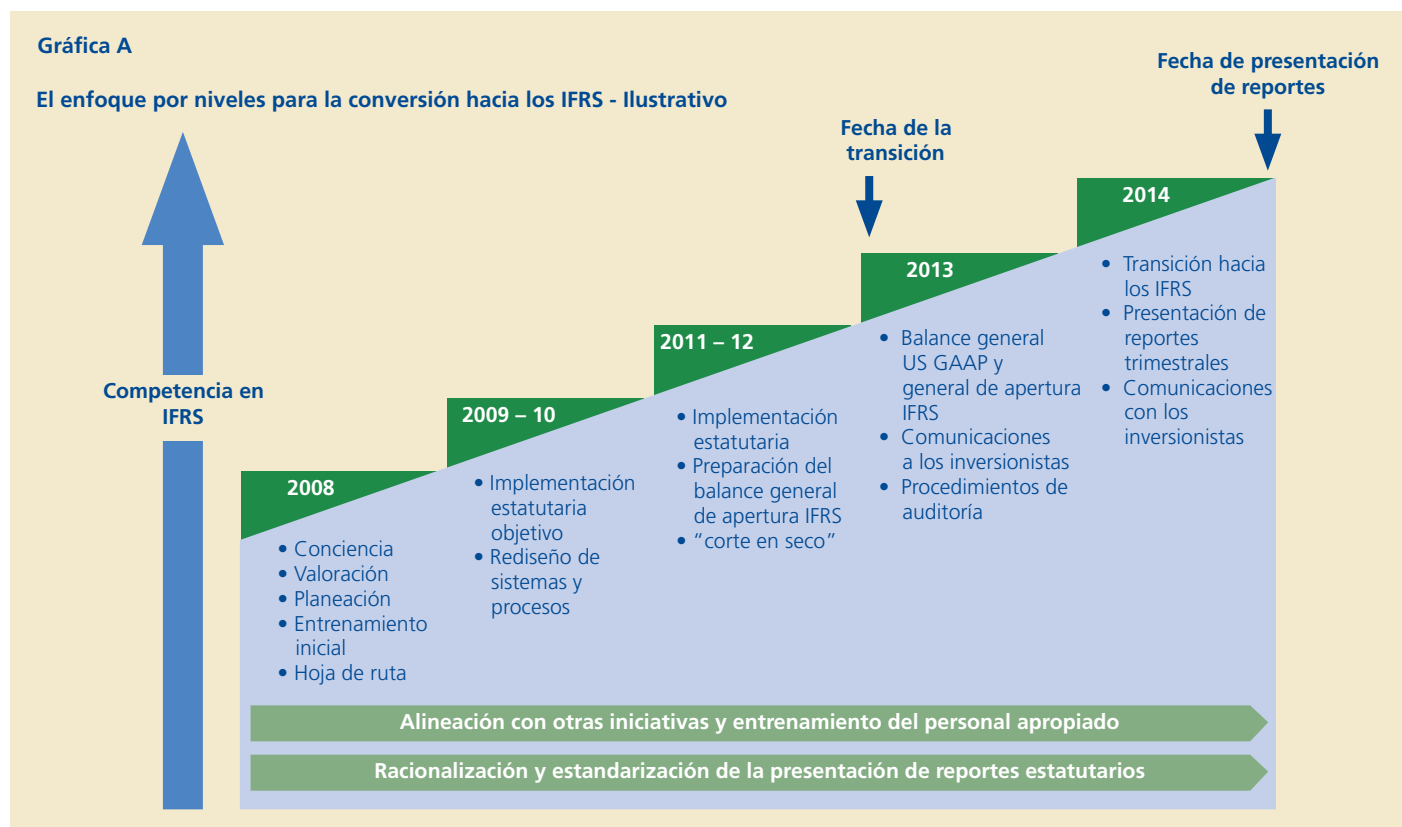 Gráfica A
El enfoque por niveles para la conversión hacia los IFRS - Ilustrativo
Fecha de presentación
de reportes
Fecha de la
transición
Competencia en
IFRS
2008
• Conciencia
• Valoración
• Planeación
• Entrenamiento
inicial
• Hoja de ruta
2009 – 10
• Implementación
estatutaria
objetivo
• Rediseño de
sistemas y
procesos
2011 – 12
• Implementación
estatutaria
• Preparación del
balance general
de apertura IFRS
• “corte en seco”
2013
• Balance general
US GAAP y
general de apertura
IFRS
• Comunicaciones
a los inversionistas
• Procedimientos de
auditoría
2014
• Transición hacia
los IFRS
• Presentación de
reportes
trimestrales
• Comunicaciones
con los
inversionistas
Alineación con otras iniciativas y entrenamiento del personal apropiado
Racionalización y estandarización de la presentación de reportes estatutarios